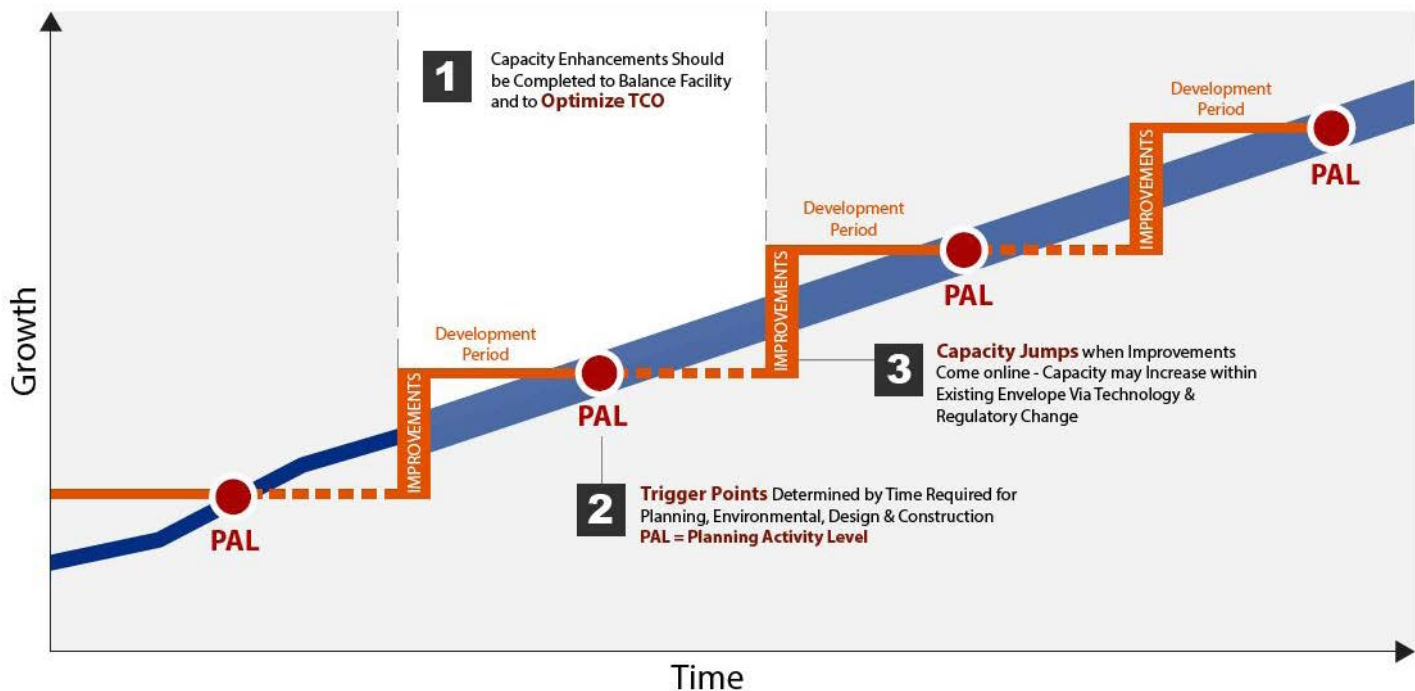 1
Capacity Enhancements Should
be Completed to Balance Facility
and to Optimize TCO
Development
Period
IMPROVEMENTS
PAL
Development
Period
IMPROVEMENTS
PAL
Development
Period
IMPROVEMENTS
PAL
PAL
3
Capacity Jumps when Improvements
Come online - Capacity may Increase within
Existing Envelope Via Technology &
Regulatory Change
2
Trigger Points Determined by Time Required for
Planning, Environmental, Design & Construction
PAL = Planning Activity Level
Growth
Time